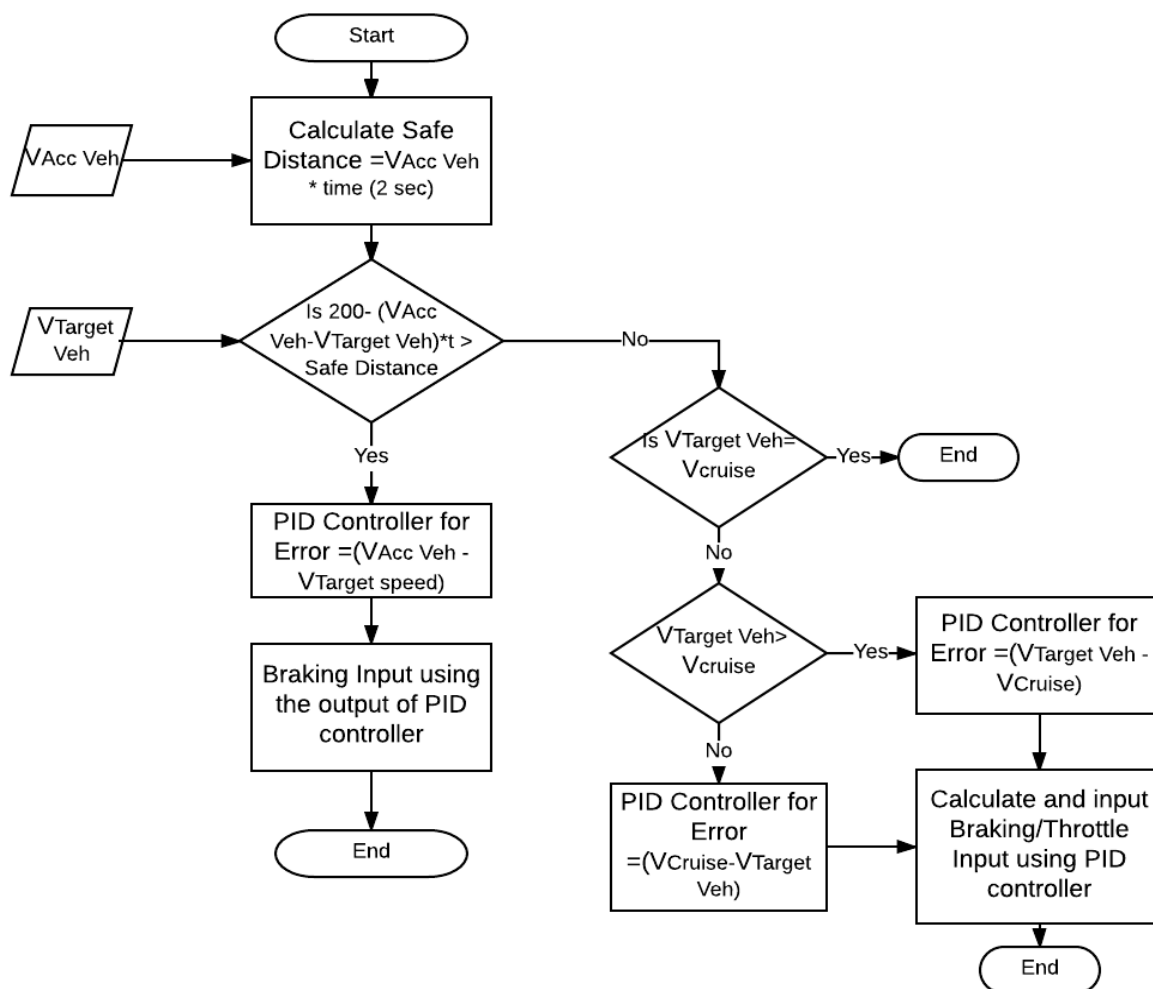 Start
VAcc Veh
Calculate Safe
Distance =VAcc Veh
* time (2 sec)
VTarget
Veh
Is 200- (VAcc
Veh-VTarget Veh)*t >
Safe Distance
No
Yes
Is VTarget Veh=
Vcruise
Yes
End
No
PID Controller for
Error =(VAcc Veh -
VTarget speed)
VTarget Veh>
Vcruise
Yes
PID Controller for
Error =(VTarget Veh -
VCruise)
Braking Input using
the output of PID
controller
No
PID Controller for
Error
=(VCruise-VTarget
Veh)
Calculate and input
Braking/Throttle
Input using PID
controller
End
End